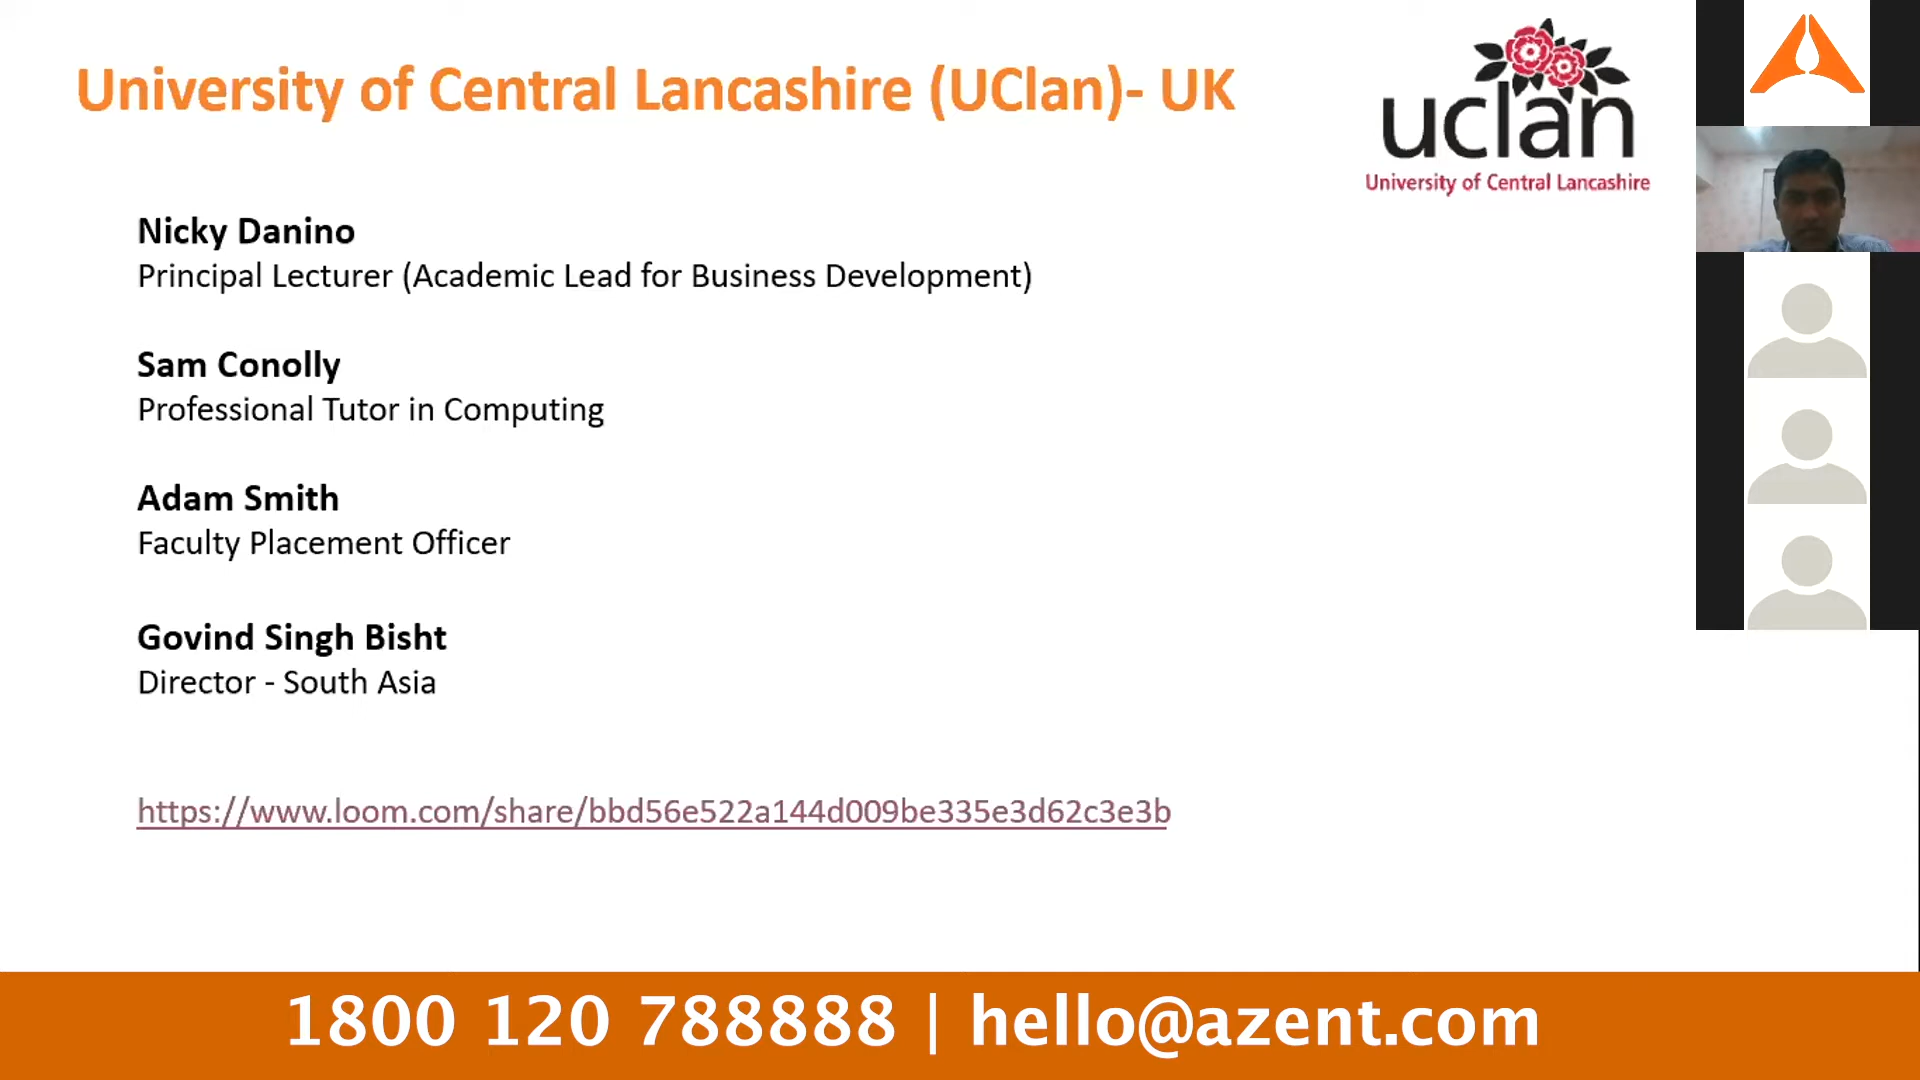 University of Central Lancashire (UClan)- UK
uclan
University of Central Lancashire
Nicky Danino
Principal Lecturer (Academic Lead for Business Development)
Sam Conolly
Professional Tutor in Computing
Adam Smith
Faculty Placement Officer
Govind Singh Bisht
Director - South Asia
https://www.loom.com/share/bbd56e522a144d009be335e3d62c3e3b
1800 120 788888 | hello@azent.com